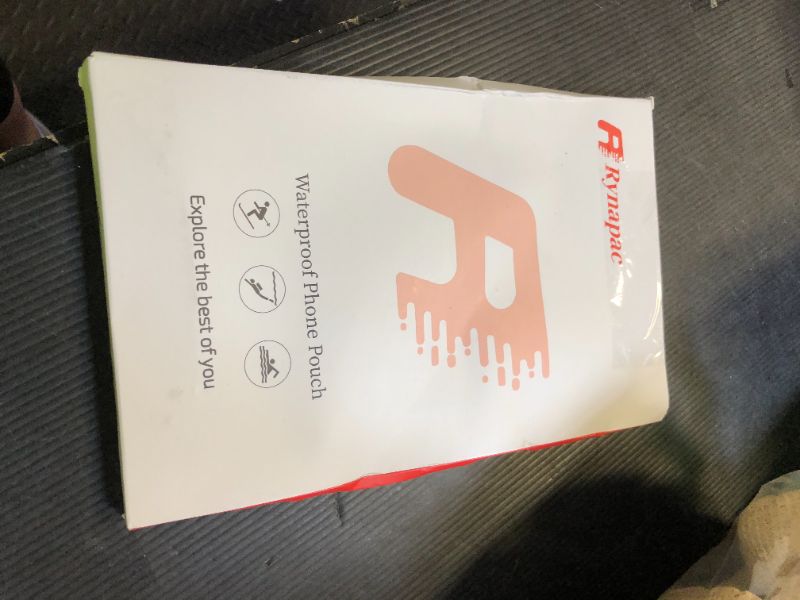 Rynapac
Waterproof Phone Pouch
Explore the best of you